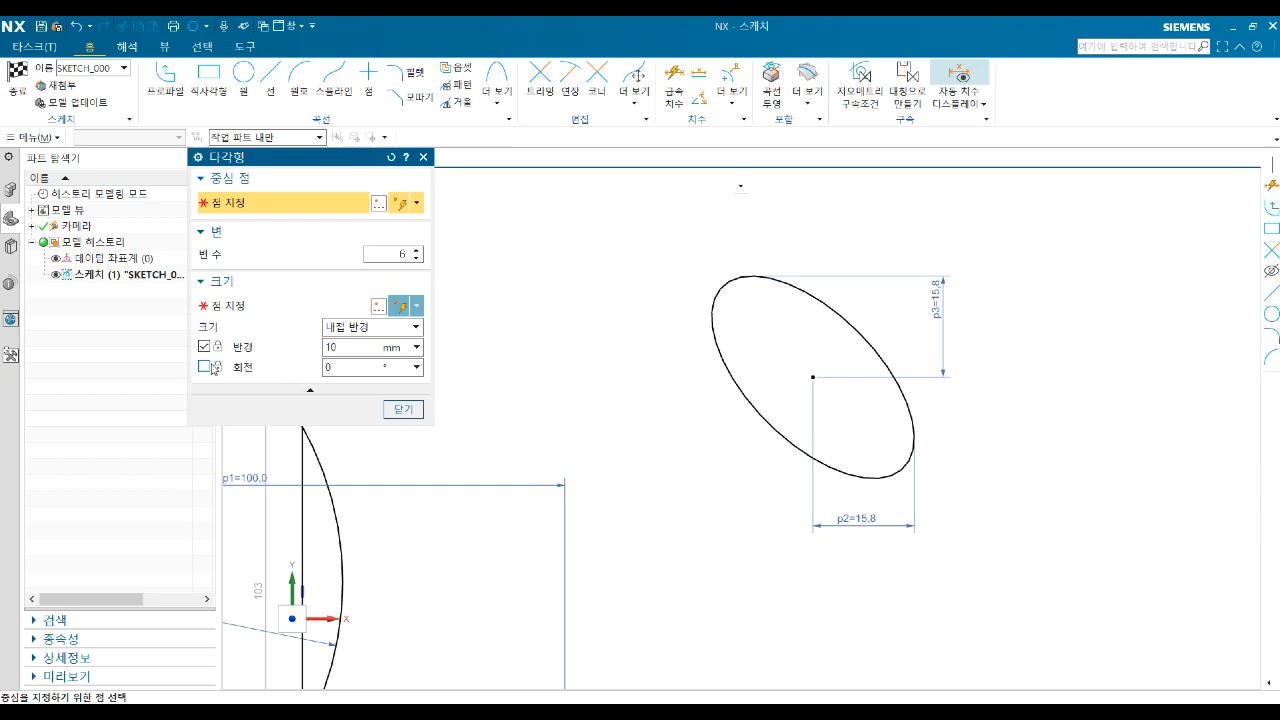 NX
창
NX - 스케치
SIEMENS
타스크(T)
홈
해석
뷰
선택
도구
여기에 입력하여 검색합니다
종료
이름
SKETCH_000
재첨부
모델 업데이트
프로파일
직사각형
원
선
원호
스플라인
점
필렛
모따기
옵셋
패턴
거울
더 보기
트리밍
연장
코너
더 보기
급속 치수
더 보기
곡선 투영
더 보기
지오메트리 구속조건
대칭으로 만들기
자동 치수 디스플레이
스케치
곡선
편집
치수
포함
구속
메뉴(M)
작업 파트 내만
파트 탐색기
이름
히스토리 모델링 모드
모델 뷰
카메라
모델 히스토리
데이텀 좌표계 (0)
스케치 (1) "SKETCH_0...
다각형
중심 점
점 지정
변
변 수
6
크기
점 지정
크기
내접 반경
반경
10
mm
회전
0
°
닫기
p3=15,8
p2=15,8
p1=100,0
103
Y
X
검색
종속성
상세정보
미리보기
중심을 지정하기 위한 점 선택